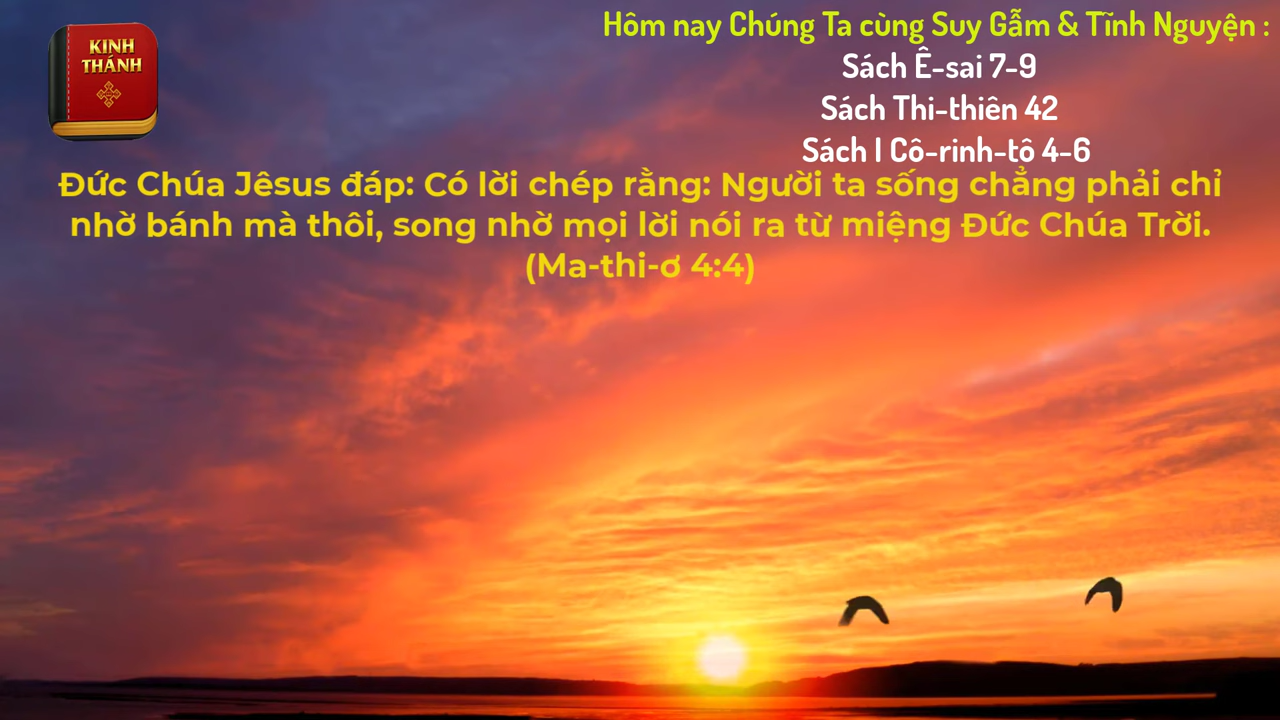 KINH
THÁNH
Hôm nay Chúng Ta cùng Suy Gẫm & Tĩnh Nguyện :
Sách Ê-sai 7-9
Sách Thi-thiên 42
Sách I Cô-rinh-tô 4-6
Đức Chúa Jêsus đáp: Có lời chép rằng: Người ta sống chẳng phải chỉ
nhờ bánh mà thôi, song nhờ mọi lời nói ra từ miệng Đức Chúa Trời.
(Ma-thi-ơ 4:4)